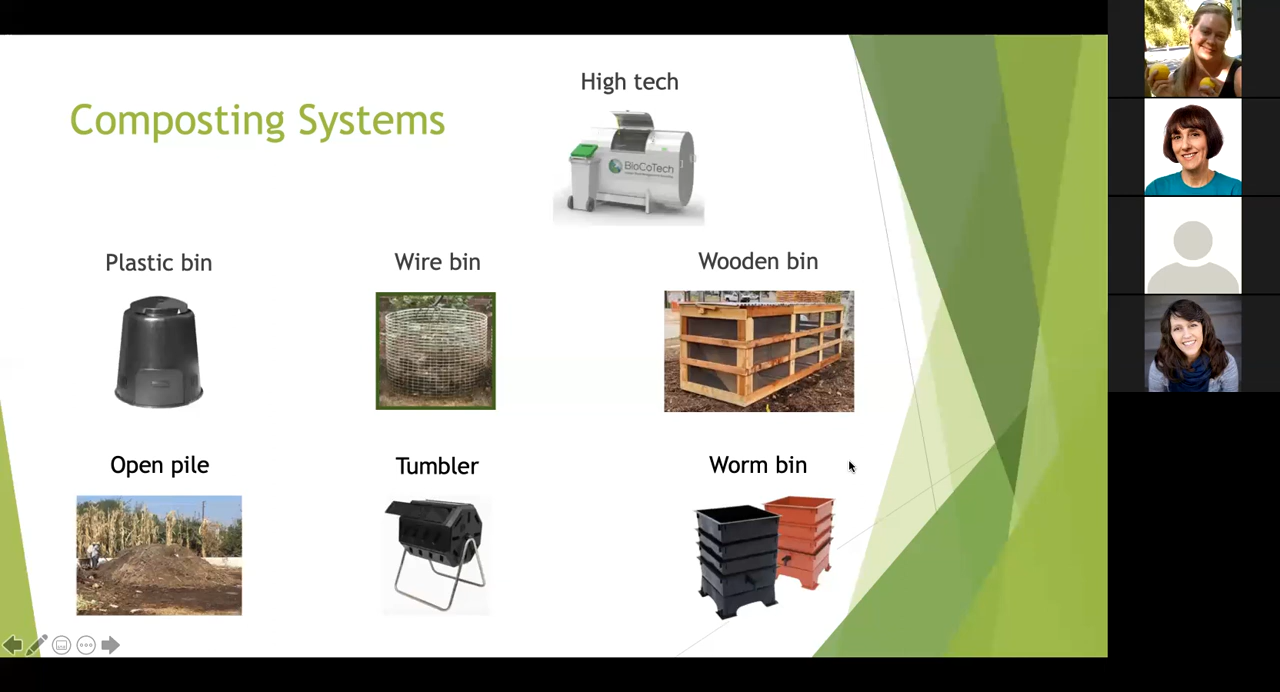 High tech
Composting Systems
BioCoTech
Plastic bin
Wire bin
Wooden bin
Open pile
Tumbler
Worm bin